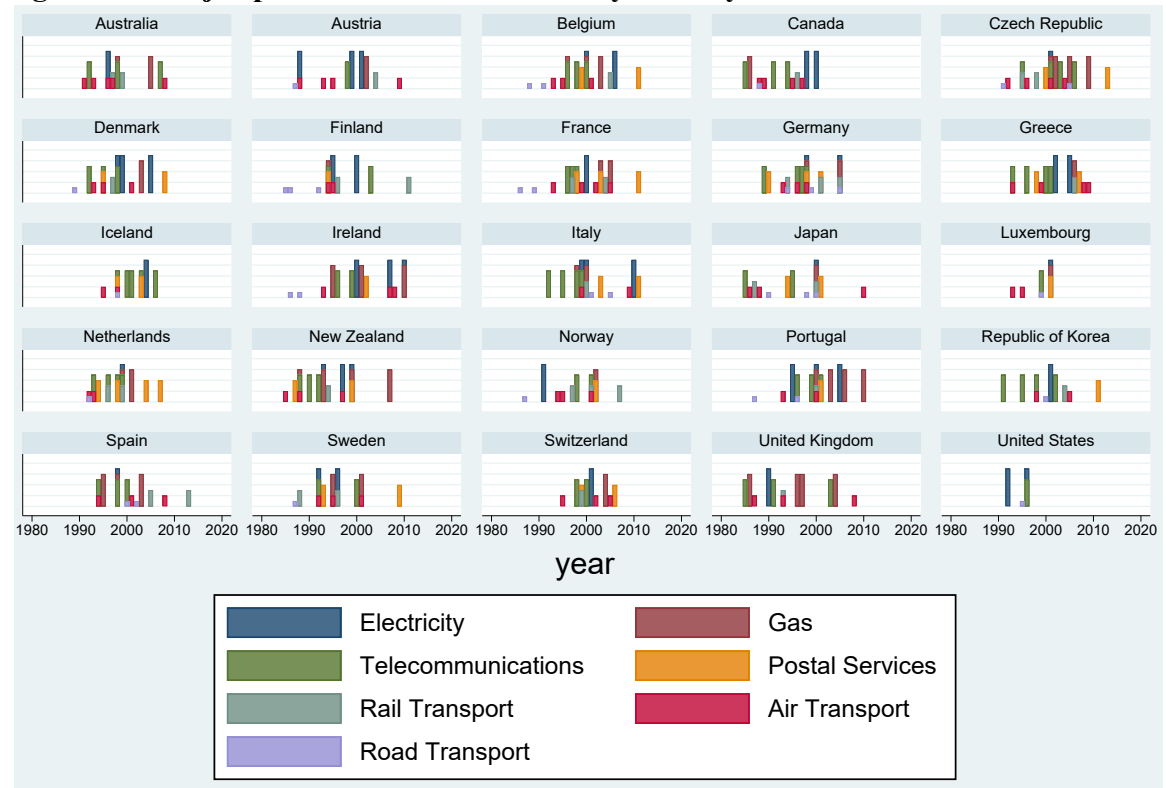 Australia Austria Belgium Canada Czech Republic
Denmark Finland France Germany Greece
Iceland Ireland Italy Japan Luxembourg
Netherlands New Zealand Norway Portugal Republic of Korea
Spain Sweden Switzerland United Kingdom United States
1980 1990 2000 2010 2020 1980 1990 2000 2010 2020 1980 1990 2000 2010 2020 1980 1990 2000 2010 2020 1980 1990 2000 2010 2020
year
Electricity Gas
Telecommunications Postal Services
Rail Transport Air Transport
Road Transport